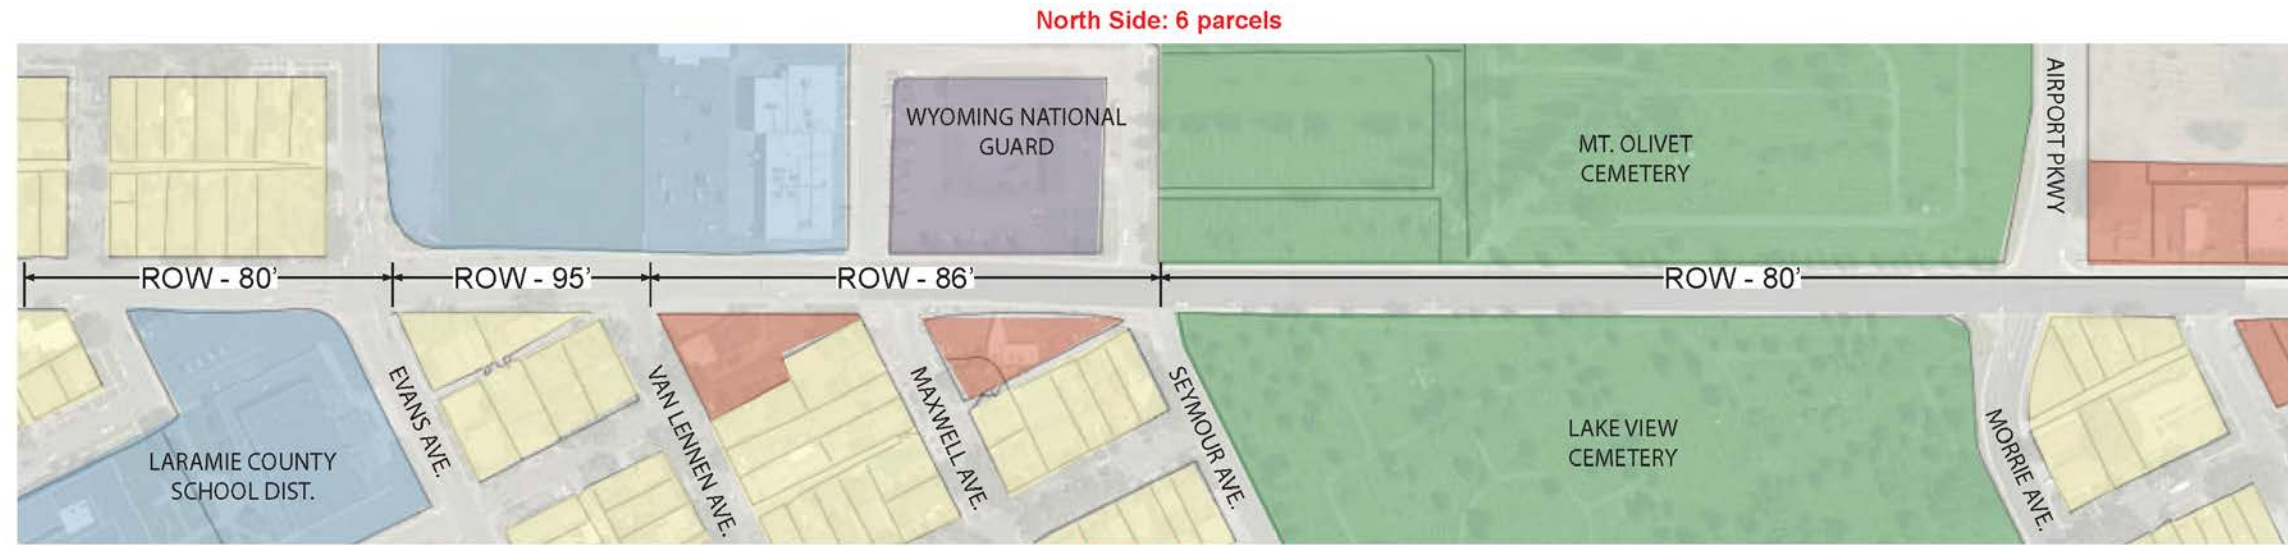 North Side: 6 parcels
WYOMING NATIONAL
GUARD
MT. OLIVET
CEMETERY
AIRPORT PKWY
ROW - 80’
ROW - 95’
ROW - 86’
ROW - 80’
LARAMIE COUNTY
SCHOOL DIST.
EVANS AVE.
VAN LENNEN AVE.
MAXWELL AVE.
SEYMOUR AVE.
LAKE VIEW
CEMETERY
MORRIE AVE.